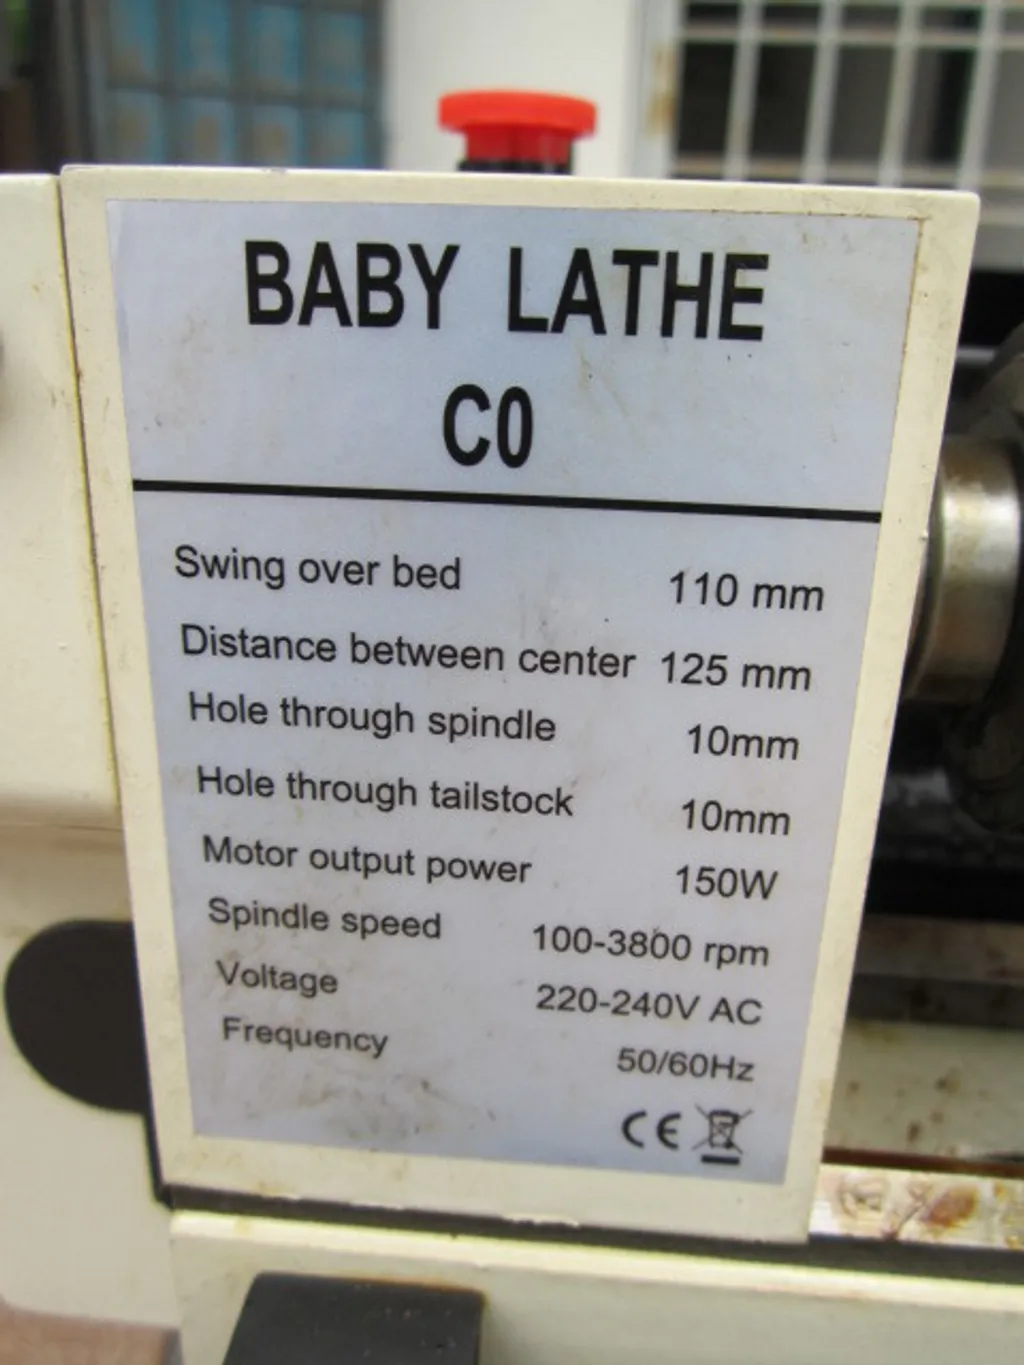 BABY LATHE
C0
Swing over bed 110 mm
Distance between center 125 mm
Hole through spindle 10mm
Hole through tailstock 10mm
Motor output power 150W
Spindle speed 100-3800 rpm
Voltage 220-240V AC
Frequency 50/60Hz
CE